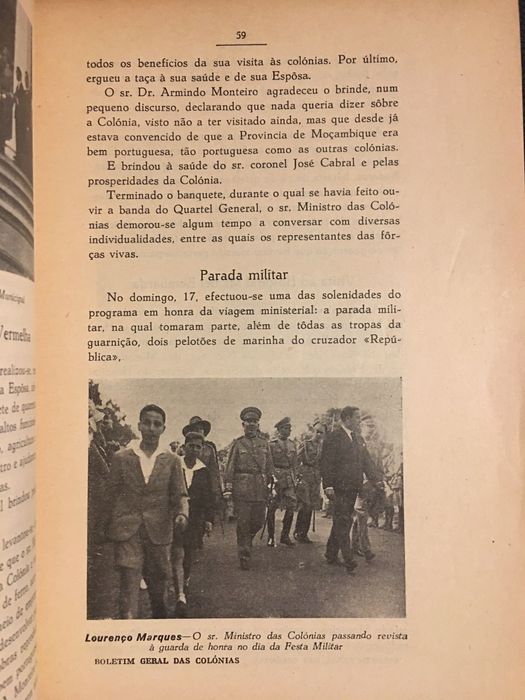 59
todos os benefícios da sua visita às colónias. Por último,
ergueu a taça à sua saúde e de sua Espôsa.
O sr. Dr. Armindo Monteiro agradeceu o brinde, num
pequeno discurso, declarando que nada queria dizer sôbre
a Colónia, visto não a ter visitado ainda, mas que desde já
estava convencido de que a Província de Moçambique era
bem portuguesa, tão portuguesa como as outras colónias.
E brindou à saúde do sr. coronel José Cabral e pelas
prosperidades da Colónia.
Terminado o banquete, durante o qual se havia feito ou-
vir a banda do Quartel General, o sr. Ministro das Coló-
nias demorou-se algum tempo a conversar com diversas
individualidades, entre as quais os representantes das fôr-
ças vivas.
Parada militar
No domingo, 17, efectuou-se uma das solenidades do
programa em honra da viagem ministerial: a parada mili-
tar, na qual tomaram parte, além de tôdas as tropas da
guarnição, dois pelotões de marinha do cruzador «Repú-
blica»,
Lourenço Marques—O sr. Ministro das Colónias passando revista
à guarda de honra no dia da Festa Militar
BOLETIM GERAL DAS COLÓNIAS
Municipal
Vermelha
realizou-se,
a Espôsa,
altos